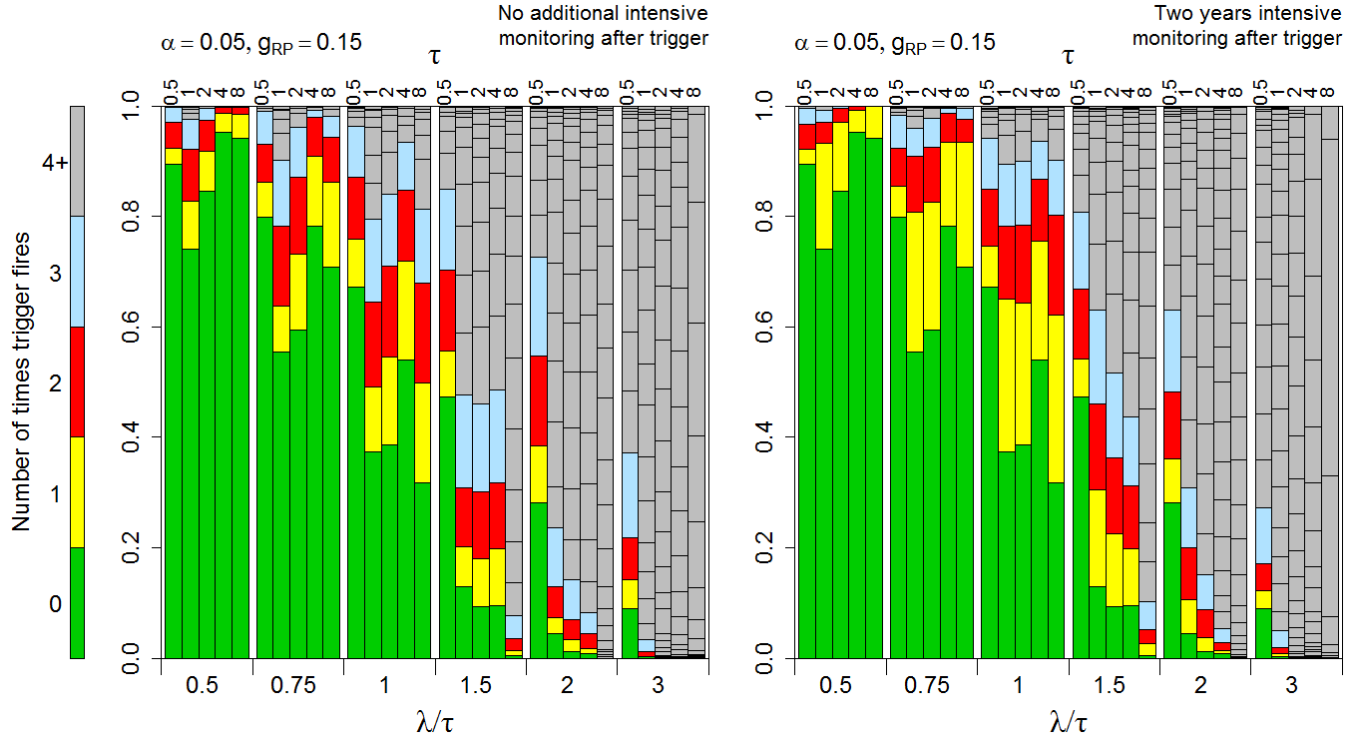 No additional intensive
monitoring after trigger
α = 0.05, gRP = 0.15
τ
0.5 1 2 4 8 0.5 1 2 4 8 0.5 1 2 4 8 0.5 1 2 4 8 0.5 1 2 4 8 0.5 1 2 4 8
Number of times trigger fires
4+
3
2
1
0
1.0
0.8
0.6
0.4
0.2
0.0
0.5 0.75 1 1.5 2 3
λ/τ
Two years intensive
monitoring after trigger
α = 0.05, gRP = 0.15
τ
0.5 1 2 4 8 0.5 1 2 4 8 0.5 1 2 4 8 0.5 1 2 4 8 0.5 1 2 4 8 0.5 1 2 4 8
1.0
0.8
0.6
0.4
0.2
0.0
0.5 0.75 1 1.5 2 3
λ/τ